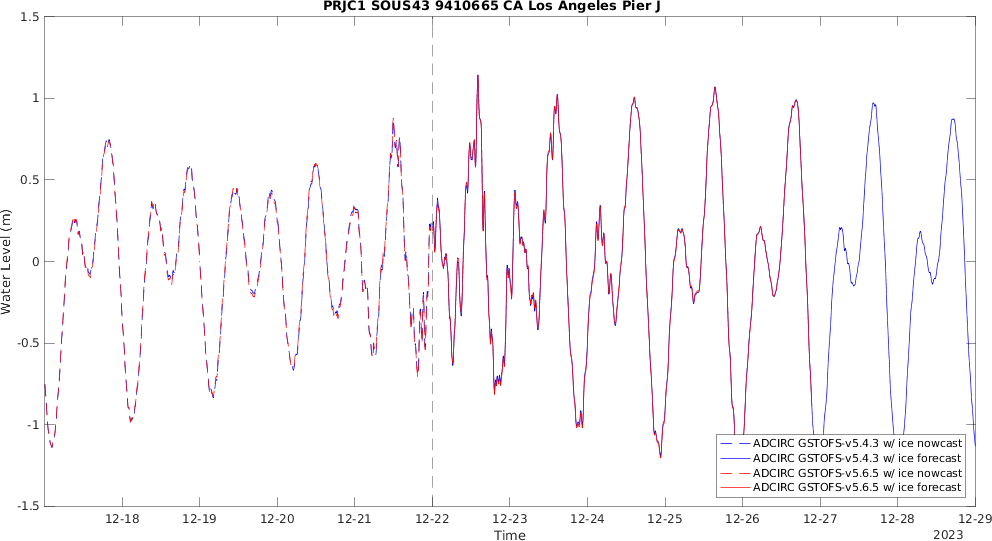 PRJC1 SOUS43 9410665 CA Los Angeles Pier J
1.5
1
0.5
0
-0.5
-1
-1.5
Water Level (m)
ADCIRC GSTOFS-v5.4.3 w/ ice nowcast
ADCIRC GSTOFS-v5.4.3 w/ ice forecast
ADCIRC GSTOFS-v5.6.5 w/ ice nowcast
ADCIRC GSTOFS-v5.6.5 w/ ice forecast
12-18 12-19 12-20 12-21 12-22 12-23 12-24 12-25 12-26 12-27 12-28 12-29
Time
2023